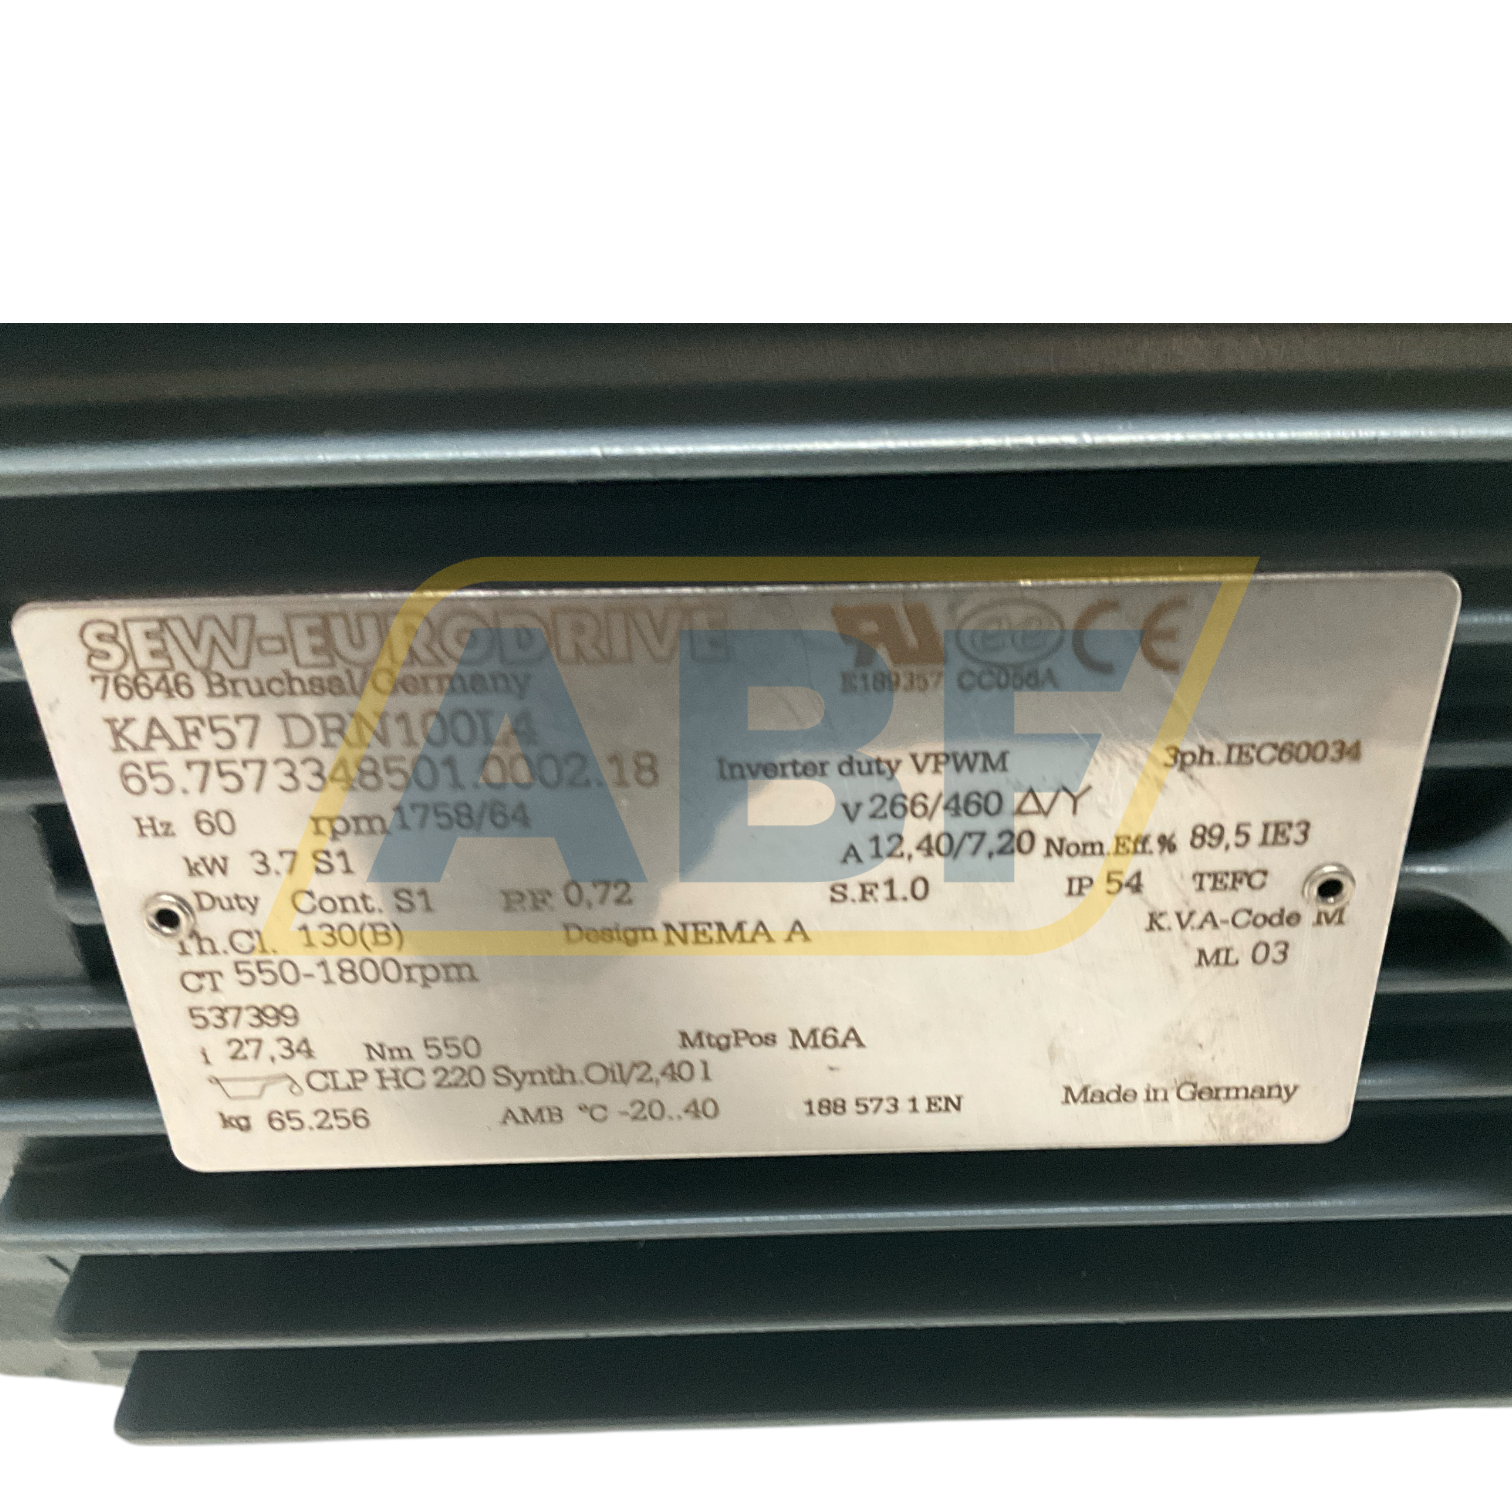 SEW-EURODRIVE
76646 Bruchsal/Germany
E189357 CC056A
KAF57 DRN100L4
65.7573348501.0002.18
Inverter duty VPWM 3ph.IEC60034
Hz 60 rpm 1758/64 V 266/460 Δ/Y
kW 3.7 S1 A 12,40/7,20 Nom.Eff.% 89,5 IE3
Duty Cont. S1 P.F. 0,72 S.F.1.0 IP 54 TEFC
Th.Cl. 130(B) Design NEMA A K.V.A-Code M
CT 550-1800rpm ML 03
537399
i 27,34 Nm 550 MtgPos M6A
CLP HC 220 Synth.Oil/2,40 l
kg 65.256 AMB °C -20..40 188 573 1 EN Made in Germany
ABF